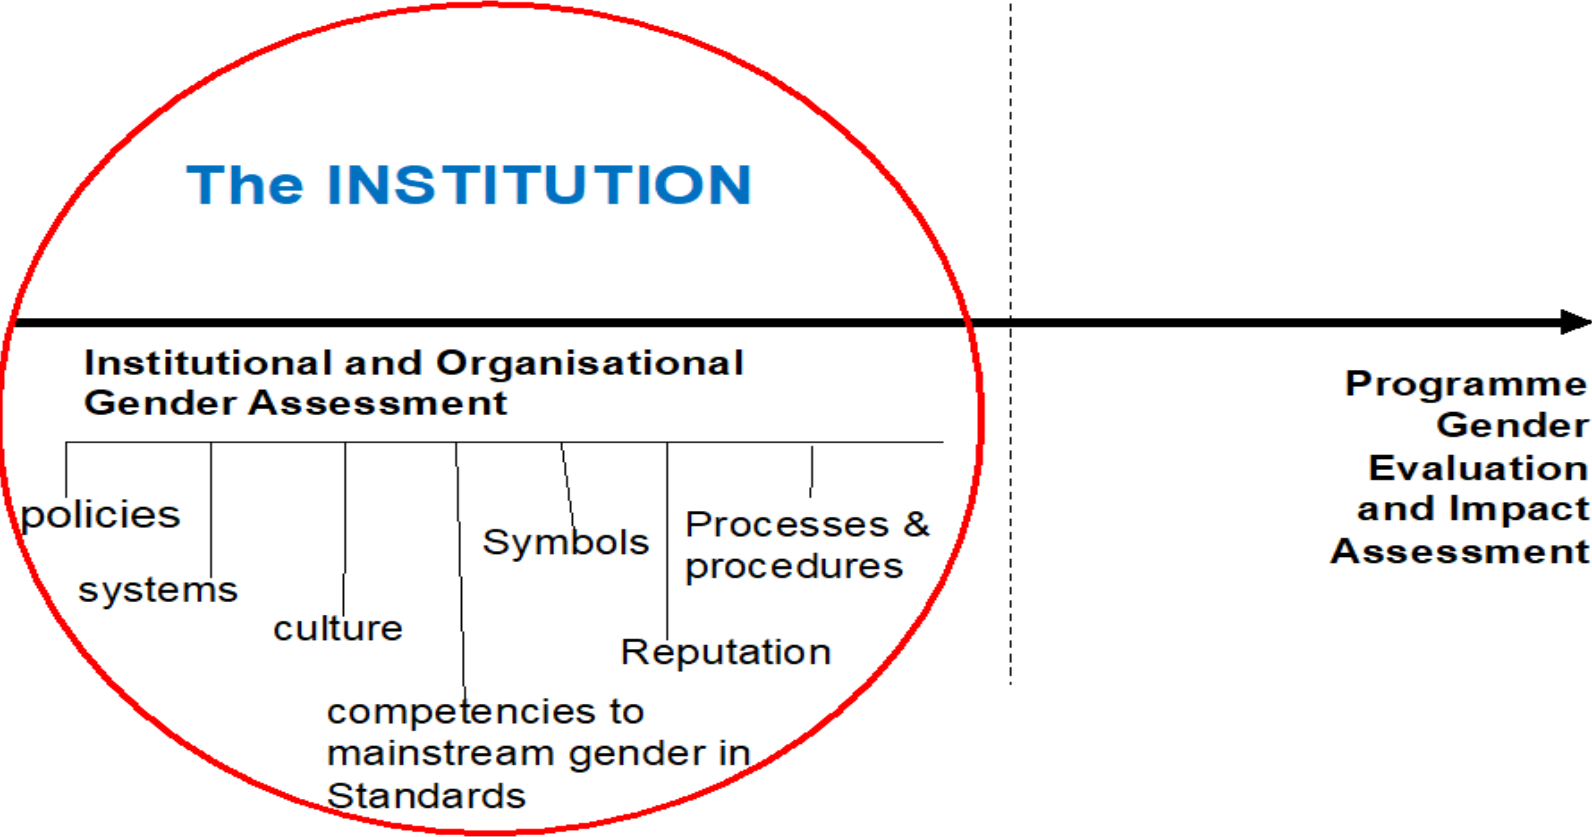 The INSTITUTION
Institutional and Organisational
Gender Assessment
policies
systems
culture
competencies to
mainstream gender in
Standards
Symbols
Reputation
Processes &
procedures
Programme
Gender
Evaluation
and Impact
Assessment